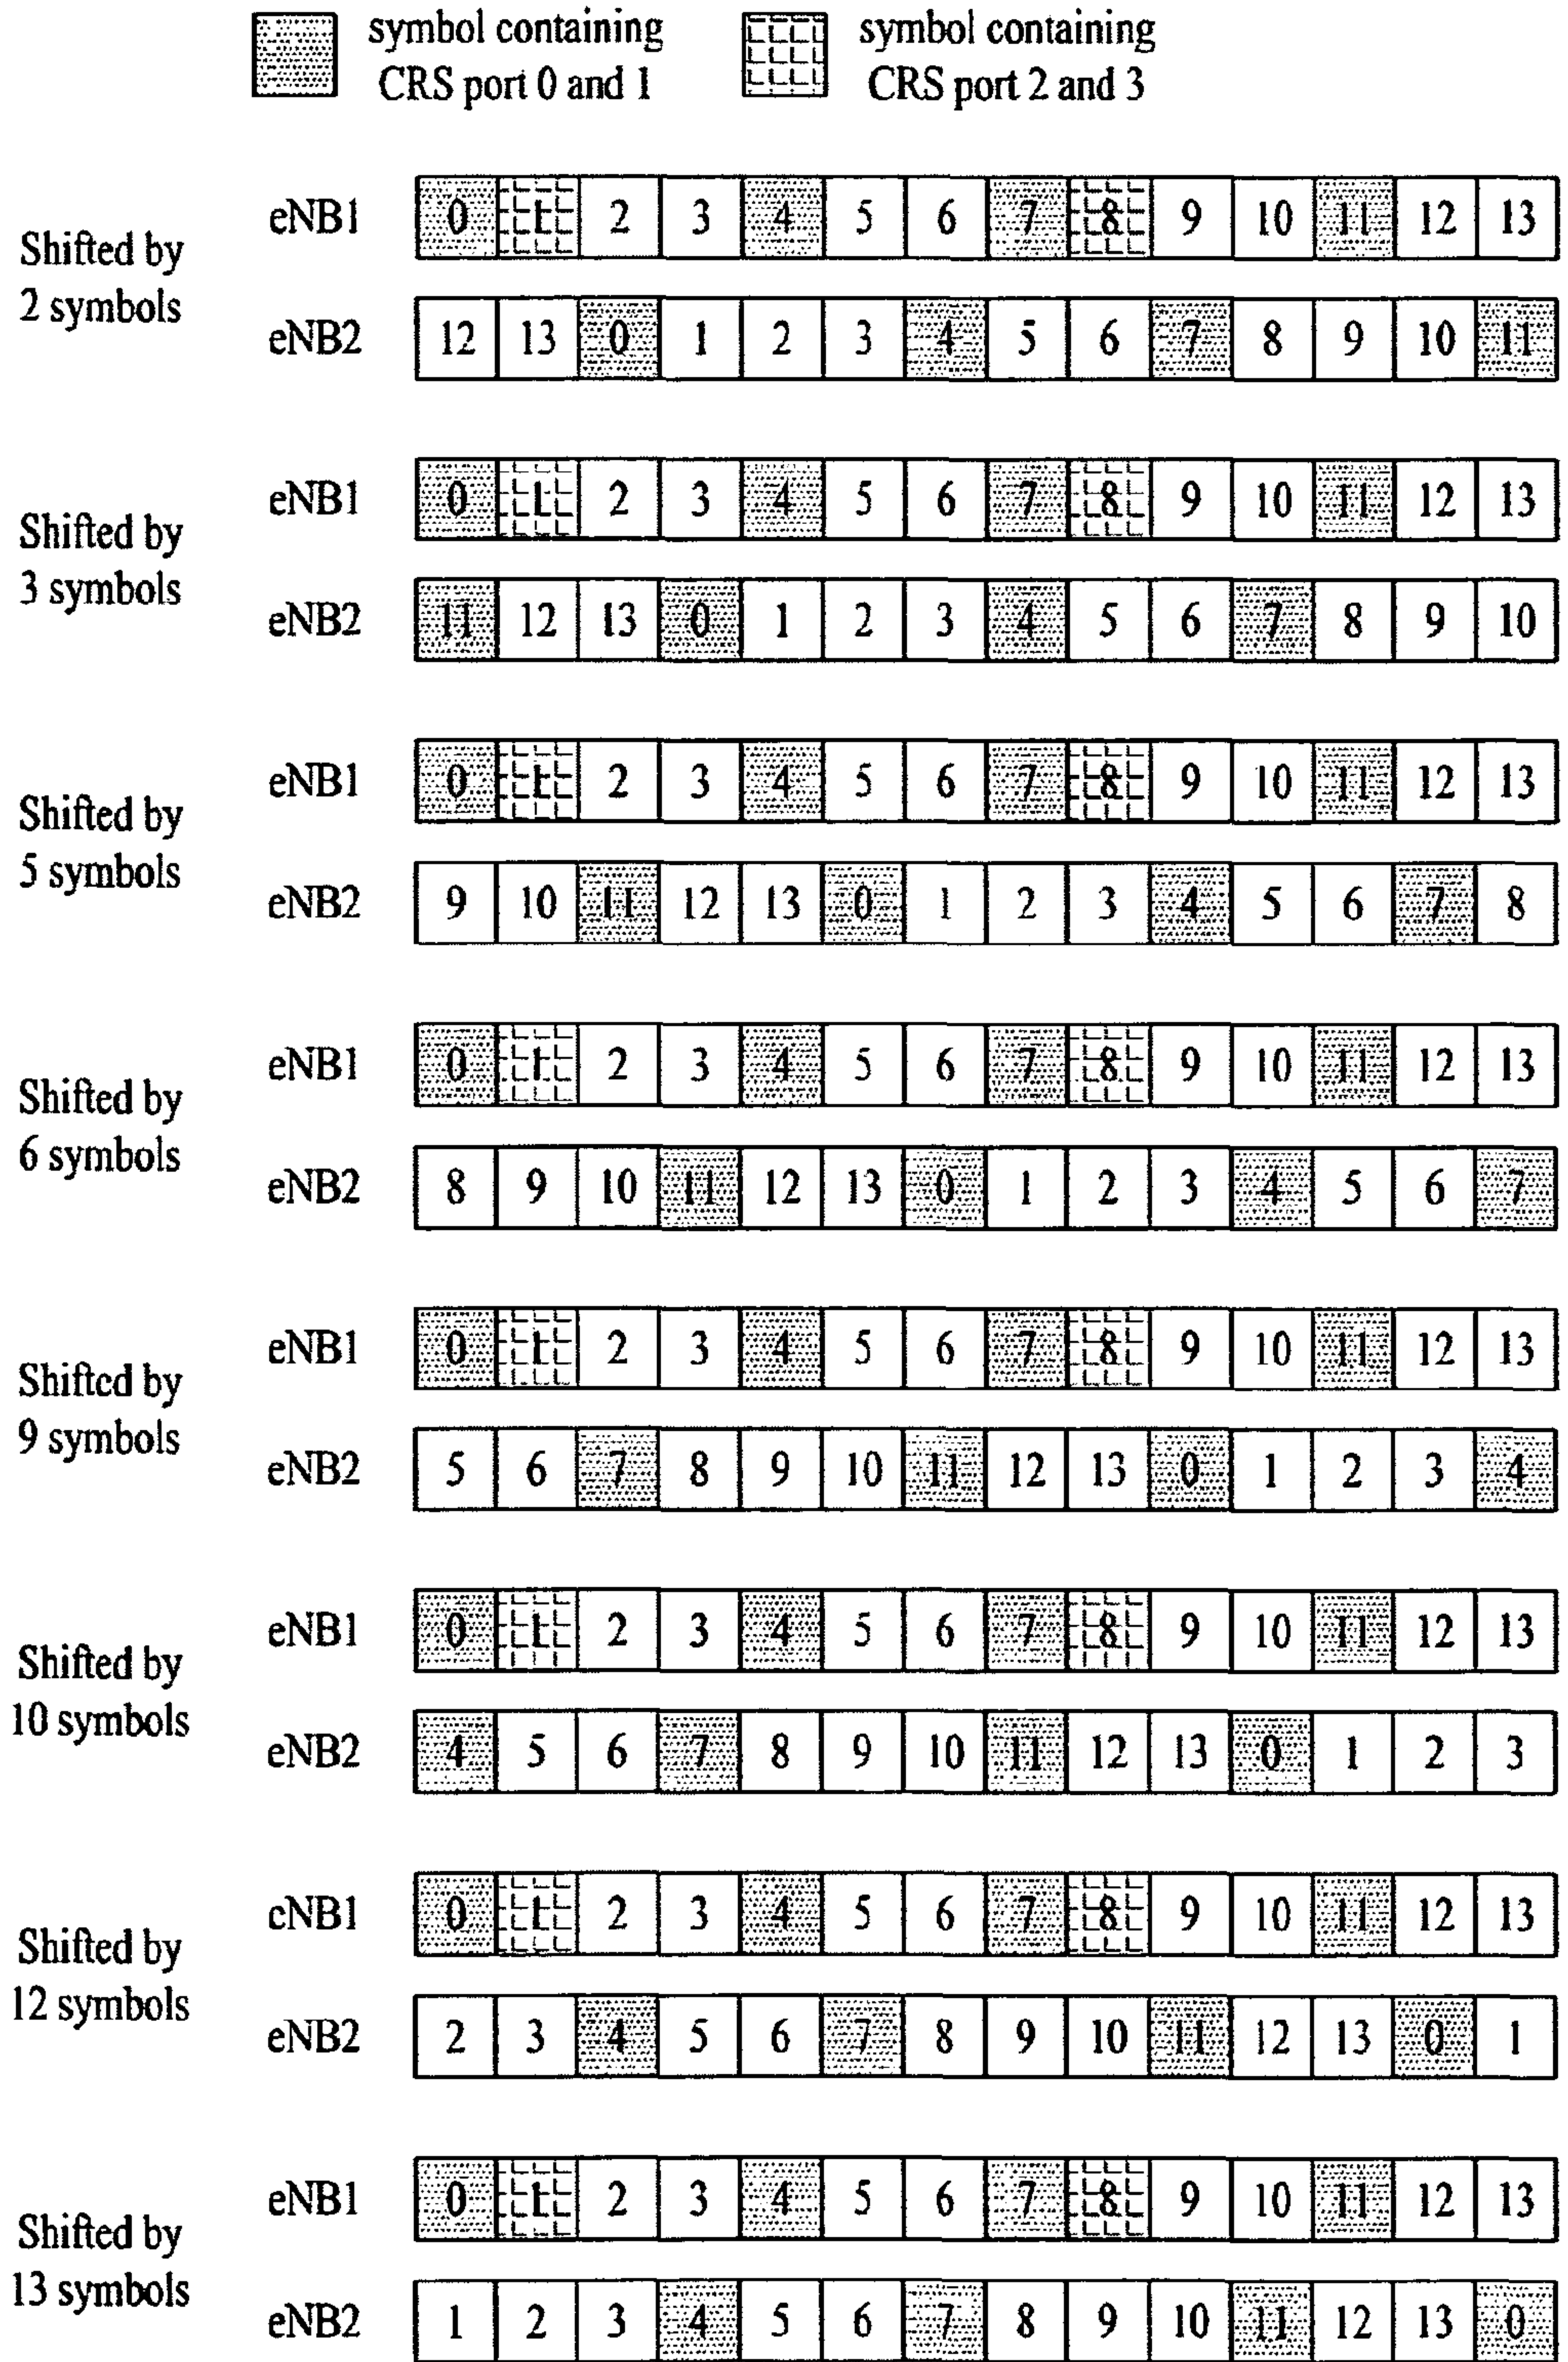 symbol containing
CRS port 0 and 1
symbol containing
CRS port 2 and 3
Shifted by
2 symbols
eNB1 0 1 2 3 4 5 6 7 8 9 10 11 12 13
eNB2 12 13 0 1 2 3 4 5 6 7 8 9 10 11
Shifted by
3 symbols
eNB1 0 1 2 3 4 5 6 7 8 9 10 11 12 13
eNB2 11 12 13 0 1 2 3 4 5 6 7 8 9 10
Shifted by
5 symbols
eNB1 0 1 2 3 4 5 6 7 8 9 10 11 12 13
eNB2 9 10 11 12 13 0 1 2 3 4 5 6 7 8
Shifted by
6 symbols
eNB1 0 1 2 3 4 5 6 7 8 9 10 11 12 13
eNB2 8 9 10 11 12 13 0 1 2 3 4 5 6 7
Shifted by
9 symbols
eNB1 0 1 2 3 4 5 6 7 8 9 10 11 12 13
eNB2 5 6 7 8 9 10 11 12 13 0 1 2 3 4
Shifted by
10 symbols
eNB1 0 1 2 3 4 5 6 7 8 9 10 11 12 13
eNB2 4 5 6 7 8 9 10 11 12 13 0 1 2 3
Shifted by
12 symbols
eNB1 0 1 2 3 4 5 6 7 8 9 10 11 12 13
eNB2 2 3 4 5 6 7 8 9 10 11 12 13 0 1
Shifted by
13 symbols
eNB1 0 1 2 3 4 5 6 7 8 9 10 11 12 13
eNB2 1 2 3 4 5 6 7 8 9 10 11 12 13 0